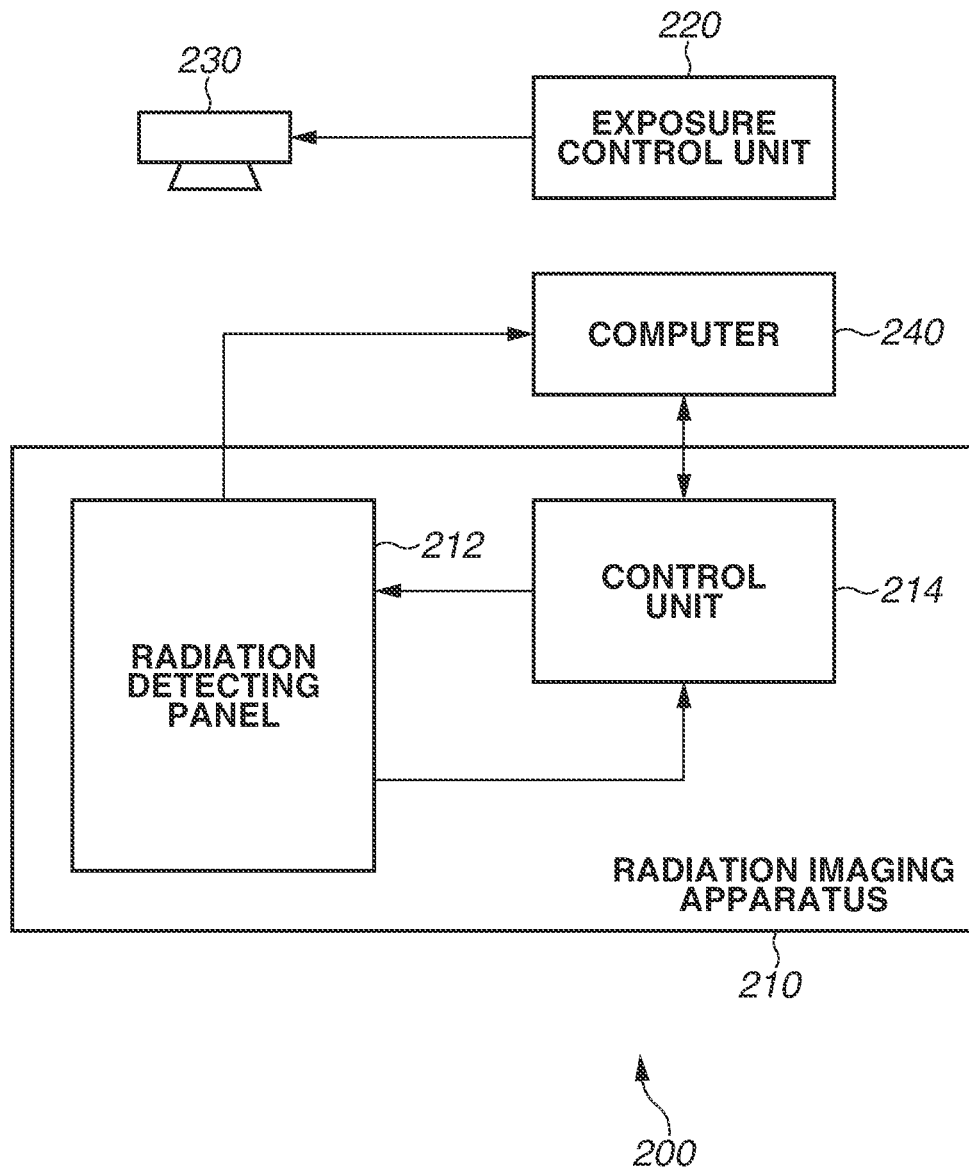 220
230
EXPOSURE
CONTROL UNIT
COMPUTER
240
212
CONTROL
UNIT
214
RADIATION
DETECTING
PANEL
RADIATION IMAGING
APPARATUS
210
200